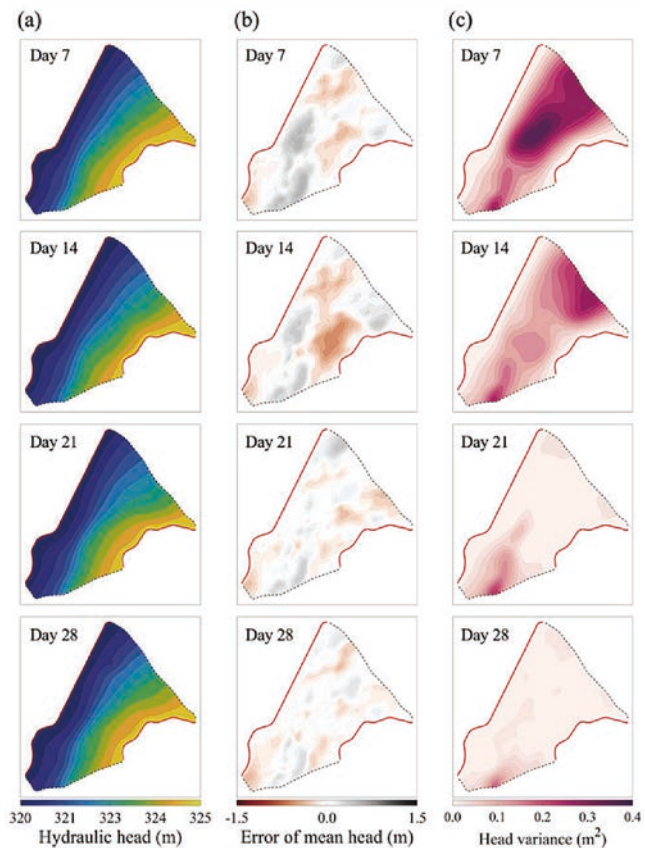 (a) (b) (c)
Day 7 Day 7 Day 7
Day 14 Day 14 Day 14
Day 21 Day 21 Day 21
Day 28 Day 28 Day 28
320 321 322 323 324 325 -1.5 0.0 1.5 0.0 0.1 0.2 0.3 0.4
Hydraulic head (m) Error of mean head (m) Head variance (m²)